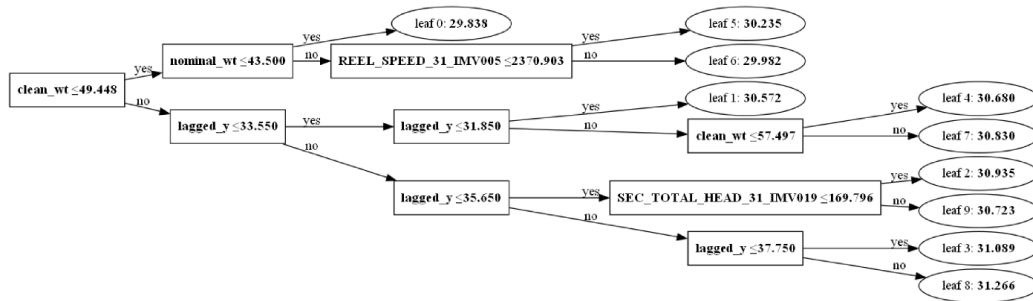 leaf 0: 29.838
leaf 5: 30.235
yes
yes
nominal_wt ≤43.500
no
REEL_SPEED_31_IMV005 ≤2370.903
no
leaf 6: 29.982
yes
clean_wt ≤49.448
leaf 1: 30.572
leaf 4: 30.680
no
yes
yes
lagged_y ≤33.550
yes
lagged_y ≤31.850
no
clean_wt ≤57.497
no
leaf 7: 30.830
no
leaf 2: 30.935
yes
lagged_y ≤35.650
yes
SEC_TOTAL_HEAD_31_IMV019 ≤169.796
no
leaf 9: 30.723
no
leaf 3: 31.089
yes
lagged_y ≤37.750
no
leaf 8: 31.266